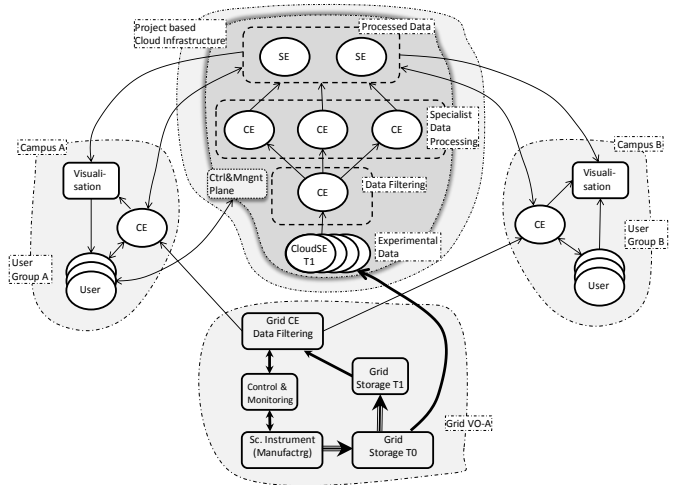 Project based
Cloud Infrastructure
Processed Data
SE
SE
CE
CE
CE
Specialist
Data
Processing
Campus A
Campus B
Visuali-
sation
Visuali-
sation
Ctrl&Mngnt
Plane
CE
Data Filtering
CE
CE
User
Group A
User
User
Group B
User
CloudSE
T1
Experimental
Data
Grid CE
Data Filtering
Control &
Monitoring
Grid
Storage T1
Sc. Instrument
(Manufactrg)
Grid
Storage T0
Grid VO-A